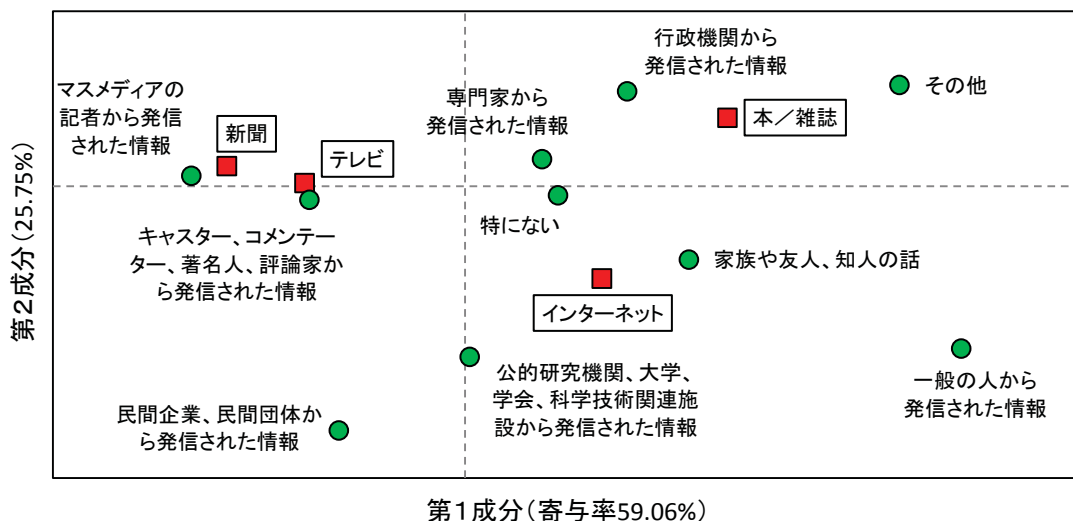 行政機関から
発信された情報
その他
マスメディアの
記者から発信
された情報
専門家から
発信された情報
本／雑誌
新聞
テレビ
特にない
キャスター、コメンテー
ター、著名人、評論家か
ら発信された情報
家族や友人、知人の話
インターネット
公的研究機関、大学、
学会、科学技術関連施
設から発信された情報
一般の人から
発信された情報
民間企業、民間団体か
ら発信された情報
第２成分（25.75%）
第１成分（寄与率59.06%）